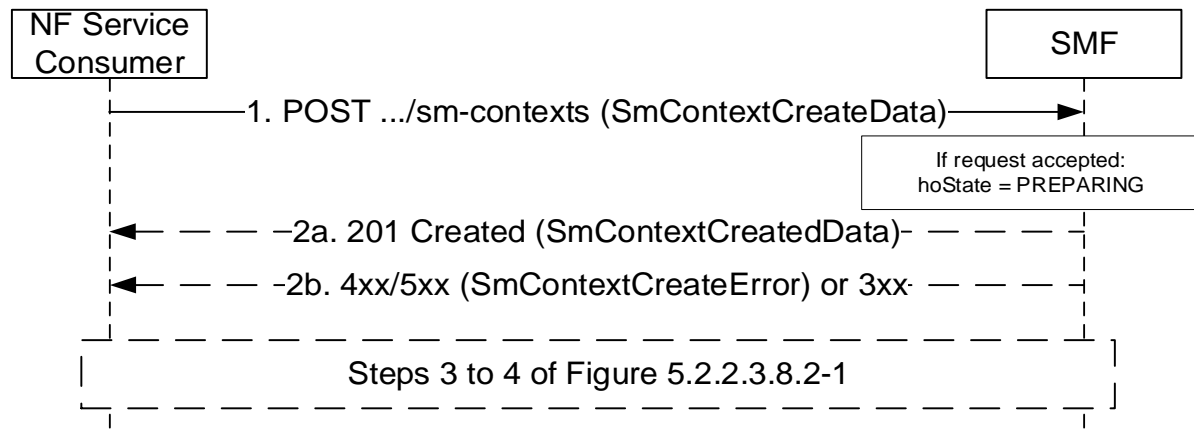 NF Service
Consumer
SMF
1. POST .../sm-contexts (SmContextCreateData)
If request accepted:
hoState = PREPARING
2a. 201 Created (SmContextCreatedData)
2b. 4xx/5xx (SmContextCreateError) or 3xx
Steps 3 to 4 of Figure 5.2.2.3.8.2-1